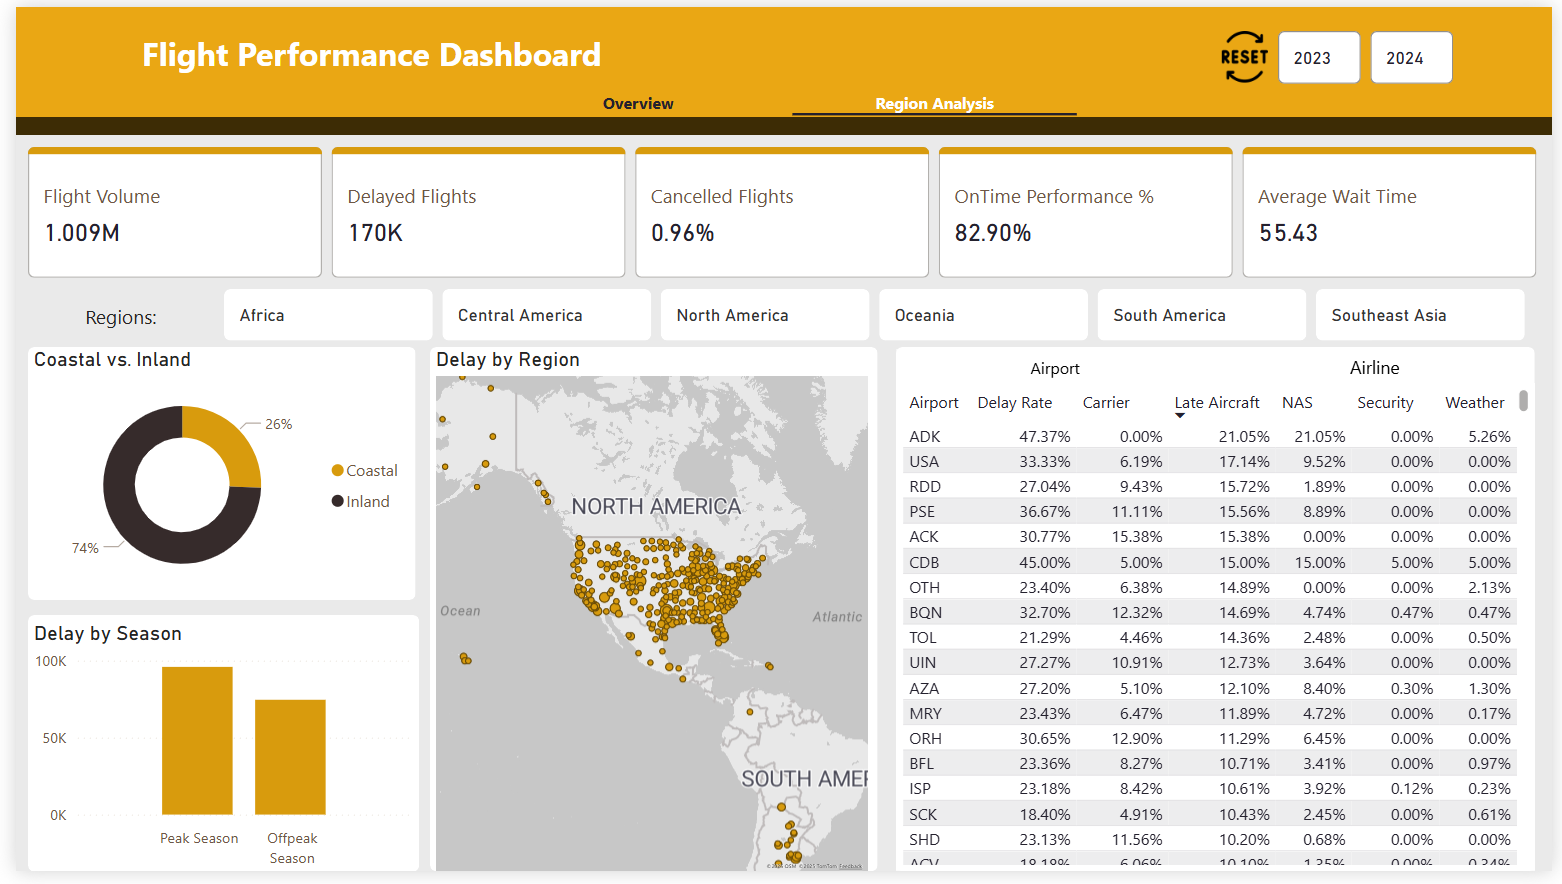 Flight Performance Dashboard
RESET
2023
2024
Overview
Region Analysis
Flight Volume
1.009M
Delayed Flights
170K
Cancelled Flights
0.96%
OnTime Performance %
82.90%
Average Wait Time
55.43
Regions:
Africa
Central America
North America
Oceania
South America
Southeast Asia
Coastal vs. Inland
26%
74%
Coastal
Inland
Delay by Season
100K
50K
0K
Peak Season
Offpeak
Season
Delay by Region
NORTH AMERICA
Ocean
Atlantic
SOUTH AMER
Airport Airline
Airport Delay Rate Carrier Late Aircraft NAS Security Weather
ADK 47.37% 0.00% 21.05% 21.05% 0.00% 5.26%
USA 33.33% 6.19% 17.14% 9.52% 0.00% 0.00%
RDD 27.04% 9.43% 15.72% 1.89% 0.00% 0.00%
PSE 36.67% 11.11% 15.56% 8.89% 0.00% 0.00%
ACK 30.77% 15.38% 15.38% 0.00% 0.00% 0.00%
CDB 45.00% 5.00% 15.00% 15.00% 5.00% 5.00%
OTH 23.40% 6.38% 14.89% 0.00% 0.00% 2.13%
BQN 32.70% 12.32% 14.69% 4.74% 0.47% 0.47%
TOL 21.29% 4.46% 14.36% 2.48% 0.00% 0.50%
UIN 27.27% 10.91% 12.73% 3.64% 0.00% 0.00%
AZA 27.20% 5.10% 12.10% 8.40% 0.30% 1.30%
MRY 23.43% 6.47% 11.89% 4.72% 0.00% 0.17%
ORH 30.65% 12.90% 11.29% 6.45% 0.00% 0.00%
BFL 23.36% 8.27% 10.71% 3.41% 0.00% 0.97%
ISP 23.18% 8.42% 10.61% 3.92% 0.12% 0.23%
SCK 18.40% 4.91% 10.43% 2.45% 0.00% 0.61%
SHD 23.13% 11.56% 10.20% 0.68% 0.00% 0.00%
ACV 18.18% 6.06% 10.10% 1.35% 0.00% 0.34%